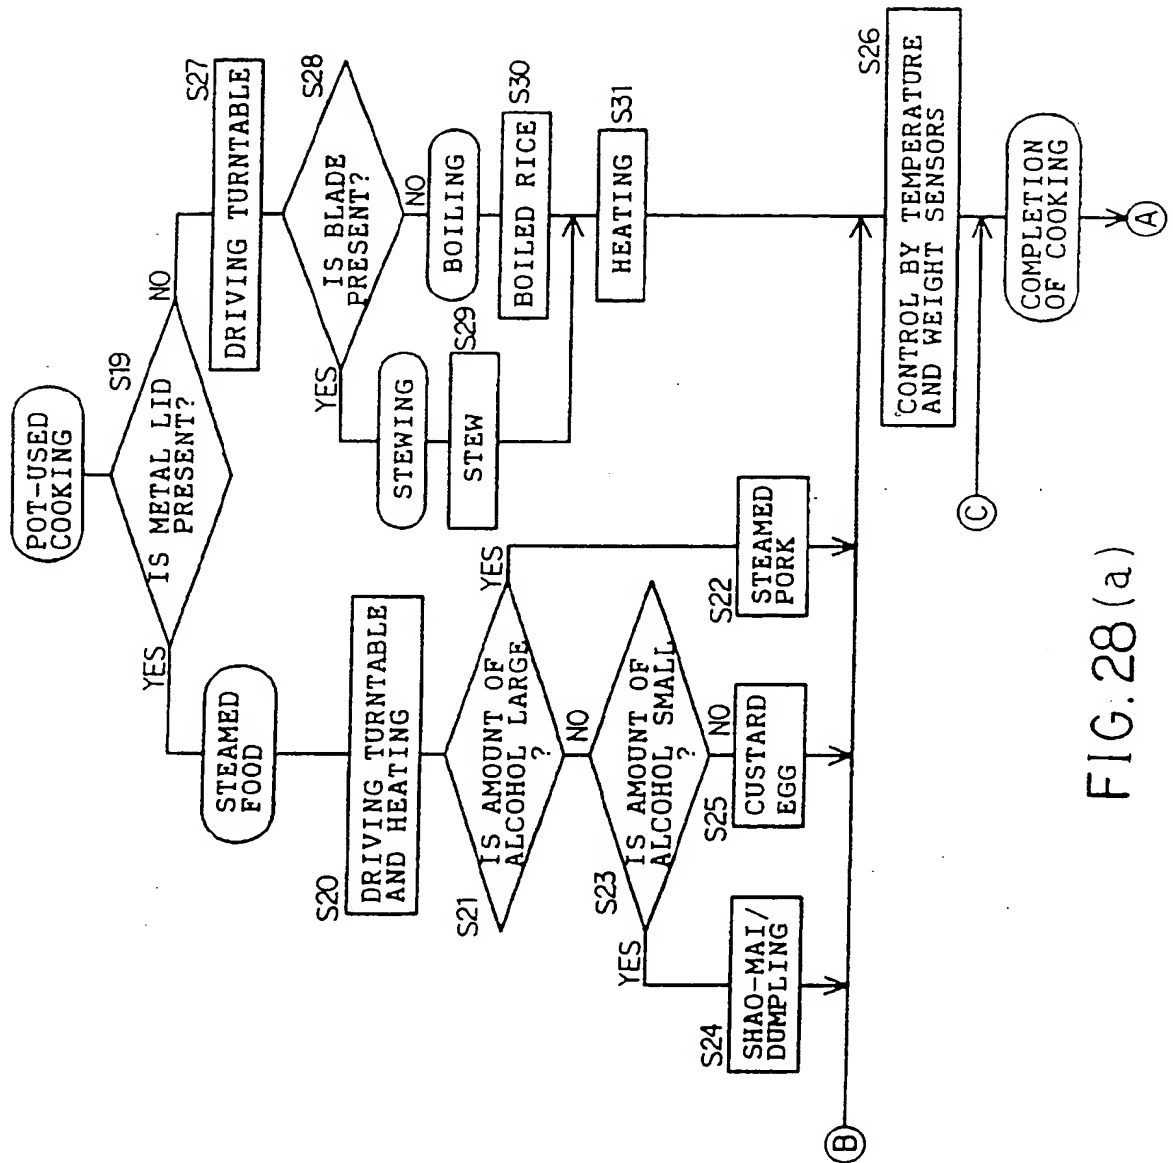 POT-USED
COOKING
S19
IS METAL LID
PRESENT?
YES
NO
STEAMED
FOOD
S20
DRIVING TURNTABLE
AND HEATING
S21
IS AMOUNT OF
ALCOHOL LARGE
?
YES
NO
S22
STEAMED
PORK
S23
IS AMOUNT OF
ALCOHOL SMALL
?
YES
NO
S24
SHAO-MAI/
DUMPLING
S25
CUSTARD
EGG
S27
DRIVING TURNTABLE
S28
IS BLADE
PRESENT?
YES
NO
STEWING
S29
STEW
BOILING
S30
BOILED RICE
S31
HEATING
B
S26
CONTROL BY TEMPERATURE
AND WEIGHT SENSORS
C
COMPLETION
OF COOKING
A
FIG.28(a)